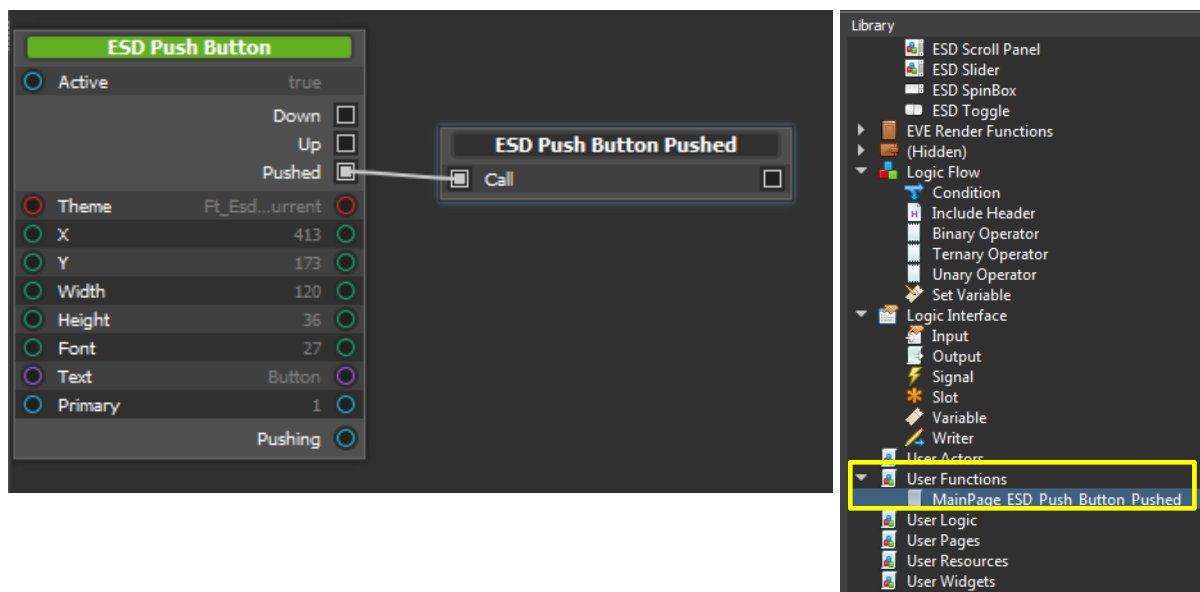 ESD Push Button
Active true
Down
Up
Pushed
Theme Ft_Esd...urrent
X 413
Y 173
Width 120
Height 36
Font 27
Text Button
Primary 1
Pushing
ESD Push Button Pushed
Call
Library
ESD Scroll Panel
ESD Slider
ESD SpinBox
ESD Toggle
EVE Render Functions
(Hidden)
Logic Flow
Condition
Include Header
Binary Operator
Ternary Operator
Unary Operator
Set Variable
Logic Interface
Input
Output
Signal
Slot
Variable
Writer
User Actors
User Functions
MainPage_ESD_Push_Button_Pushed
User Logic
User Pages
User Resources
User Widgets